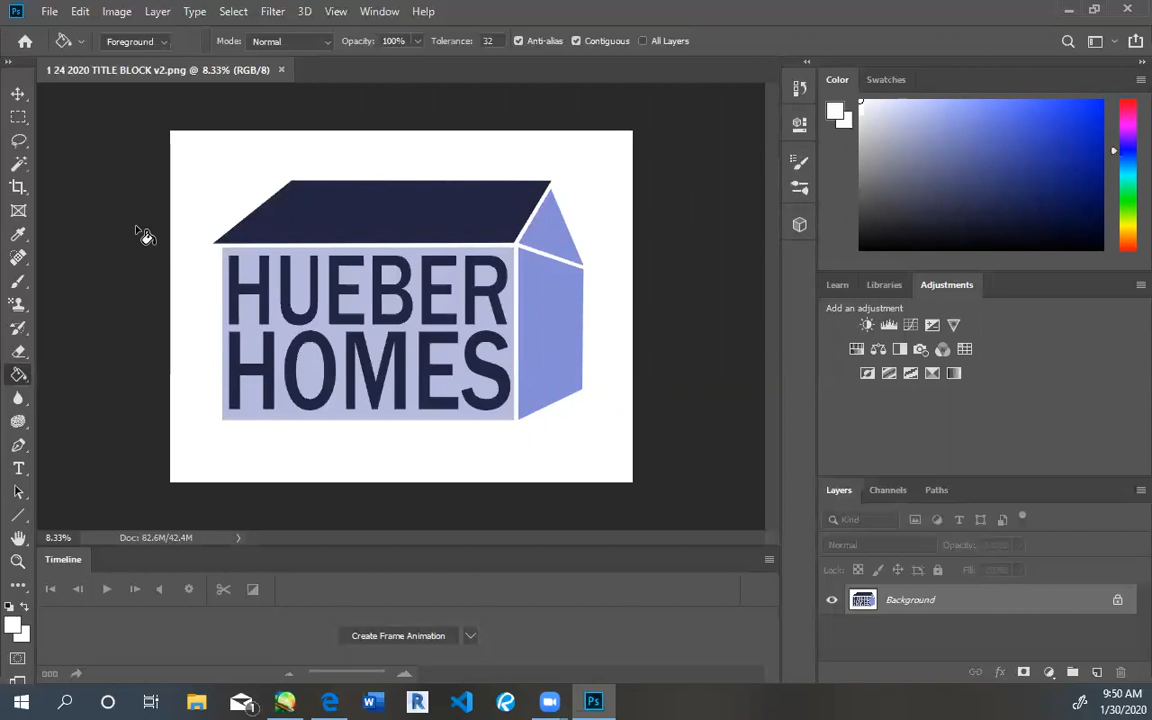 Ps File Edit Image Layer Type Select Filter 3D View Window Help
Foreground Mode: Normal Opacity: 100% Tolerance: 32 Anti-alias Contiguous All Layers
1 24 2020 TITLE BLOCK v2.png @ 8.33% (RGB/8)
Color Swatches
HUEBER
HOMES
Learn Libraries Adjustments
Add an adjustment
Layers Channels Paths
Kind
Normal Opacity:
Lock: Fill:
Background
8.33% Doc: 82.6M/42.4M
Timeline
Create Frame Animation
9:50 AM
1/30/2020